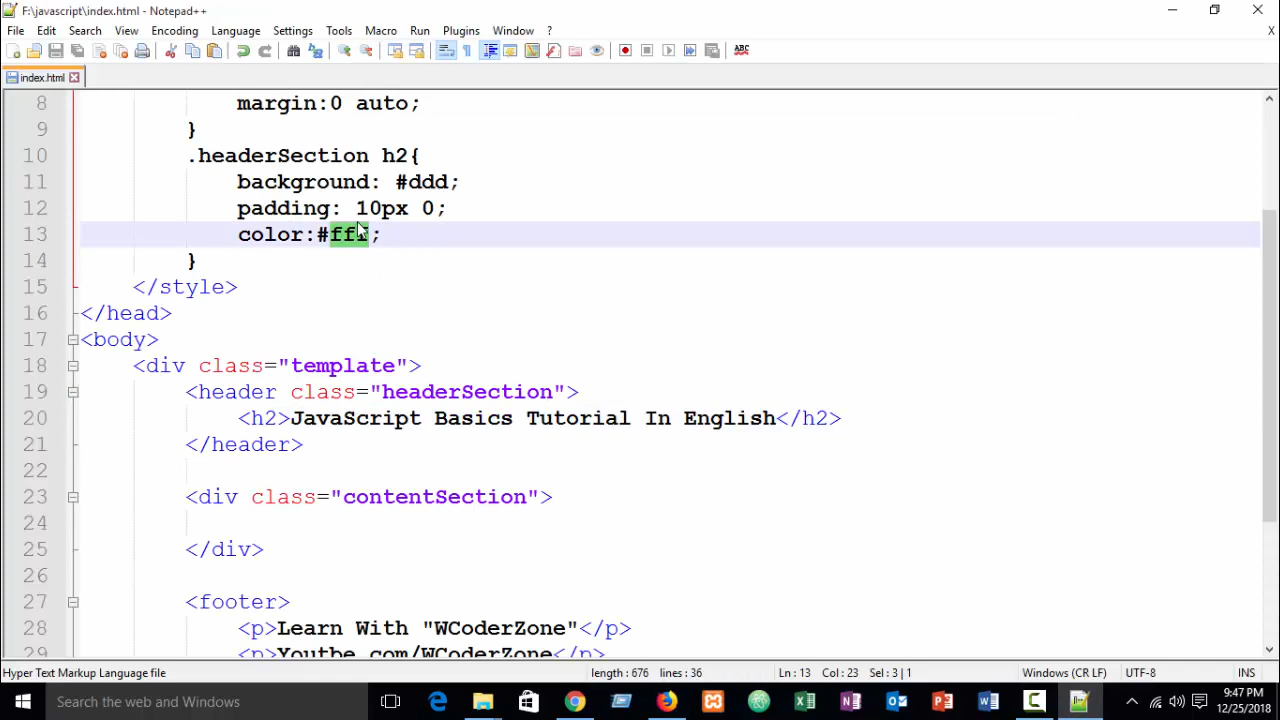 F:\javascript\index.html - Notepad++
File Edit Search View Encoding Language Settings Tools Macro Run Plugins Window ? X
ABC
index.html
8 margin:0 auto;
9 }
10 .headerSection h2{
11 background: #ddd;
12 padding: 10px 0;
13 color:#fff;
14 }
15 </style>
16 </head>
17 <body>
18 <div class="template">
19 <header class="headerSection">
20 <h2>JavaScript Basics Tutorial In English</h2>
21 </header>
22
23 <div class="contentSection">
24
25 </div>
26
27 <footer>
28 <p>Learn With "WCoderZone"</p>
29 <p>Youtbe.com/WCoderZone</p>
Hyper Text Markup Language file length : 676 lines : 36 Ln : 13 Col : 23 Sel : 3 | 1 Windows (CR LF) UTF-8 INS
Search the web and Windows
9:47 PM
12/25/2018